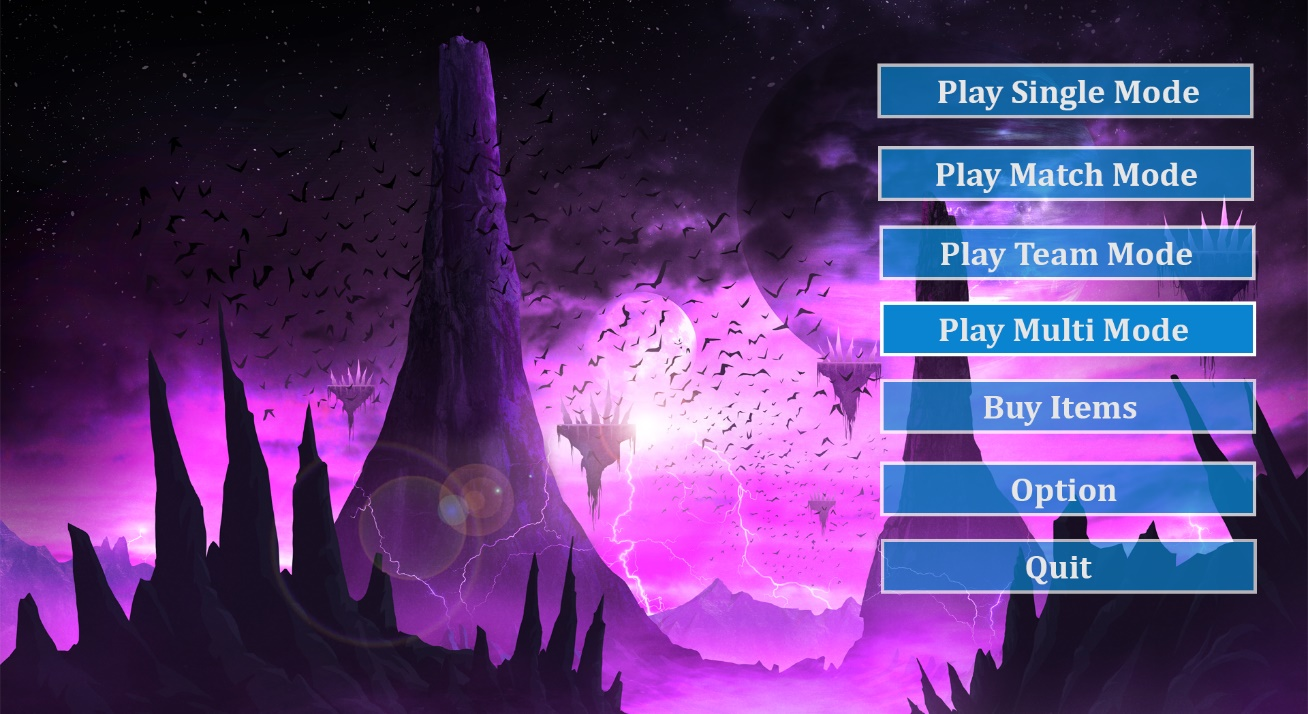 Play Single Mode
Play Match Mode
Play Team Mode
Play Multi Mode
Buy Items
Option
Quit